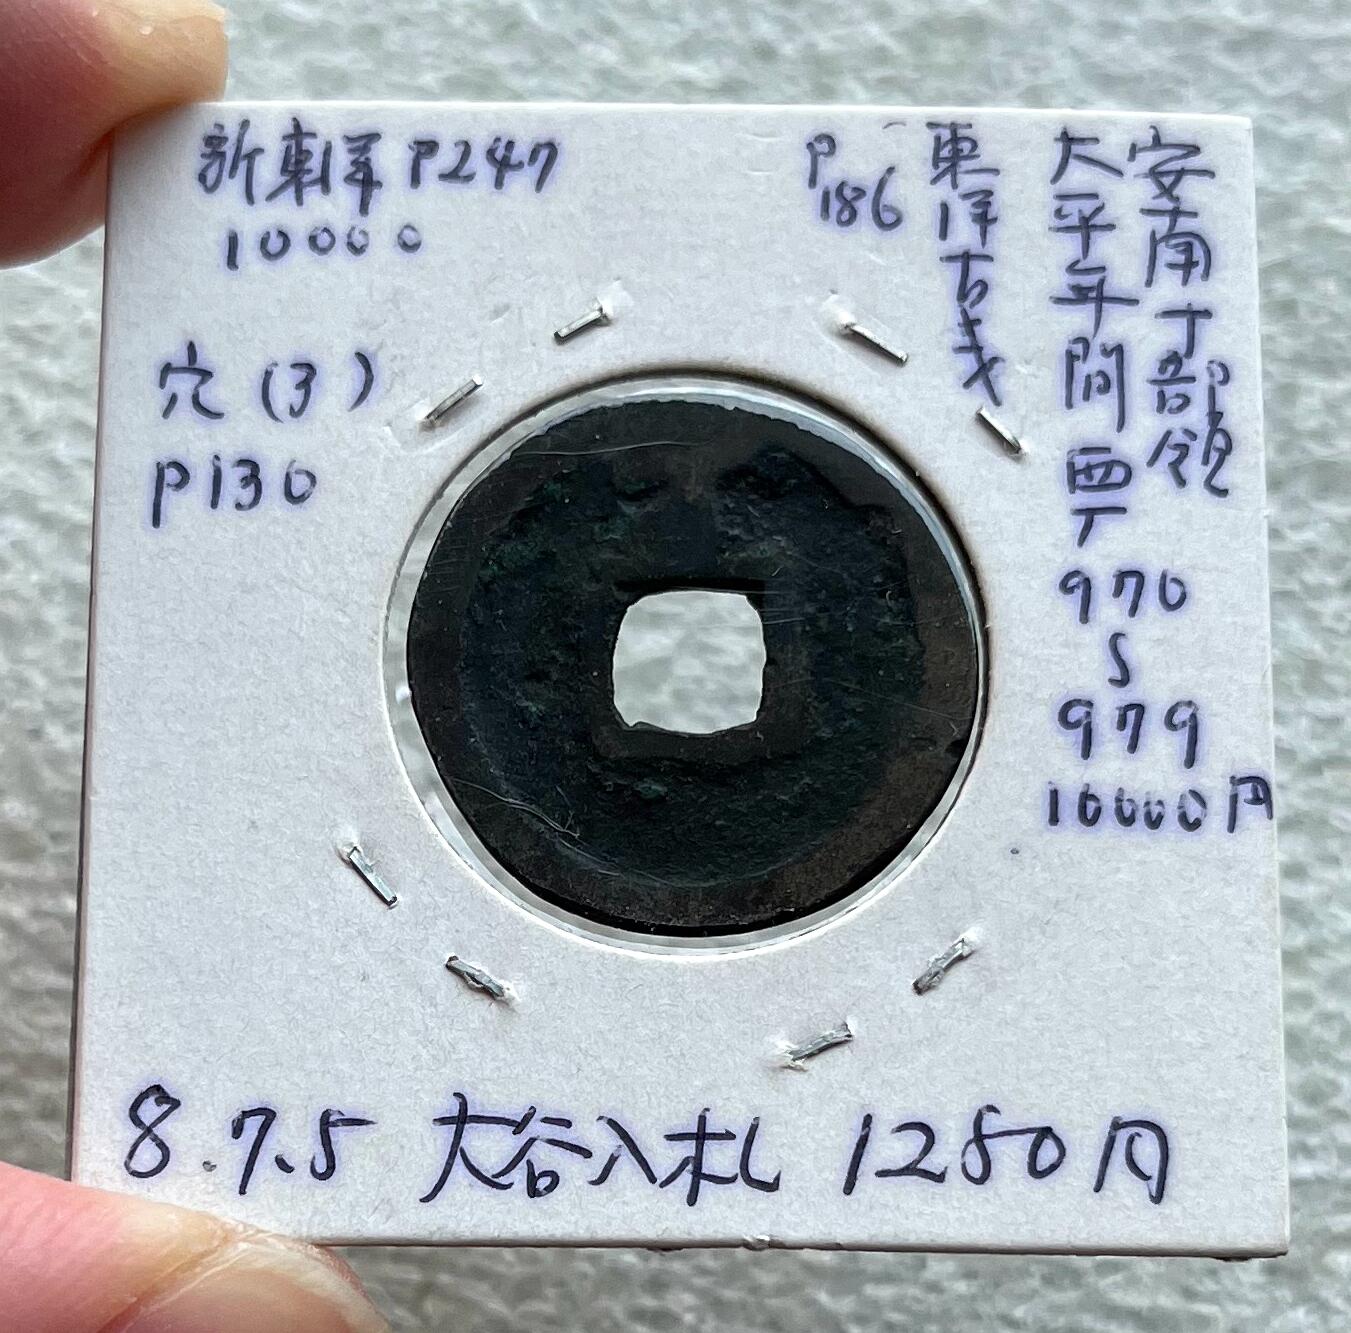 新東洋 P247
10000
穴(3)
P130
安南丁部領
大平年間 西暦
970
S
979
10000円
東洋古銭
P186
8.7.5 大谷入札 1250円